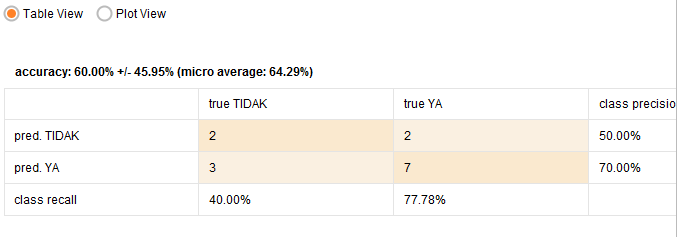 Table View Plot View
accuracy: 60.00% +/- 45.95% (micro average: 64.29%)
true TIDAK true YA class precisio
pred. TIDAK 2 2 50.00%
pred. YA 3 7 70.00%
class recall 40.00% 77.78%